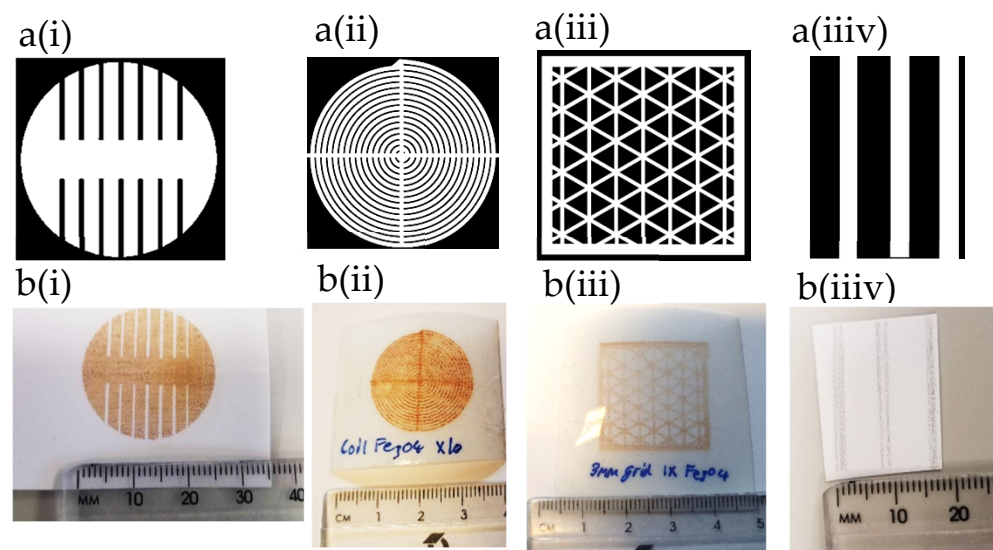 a(i)
a(ii)
a(iii)
a(iiiv)
b(i)
b(ii)
b(iii)
b(iiiv)
Coil Fe3O4 x10
3mm grid 1x Fe3O4
MM 10 20 30 40
CM 1 2 3
CM 1 2 3 4 5
MM 10 20